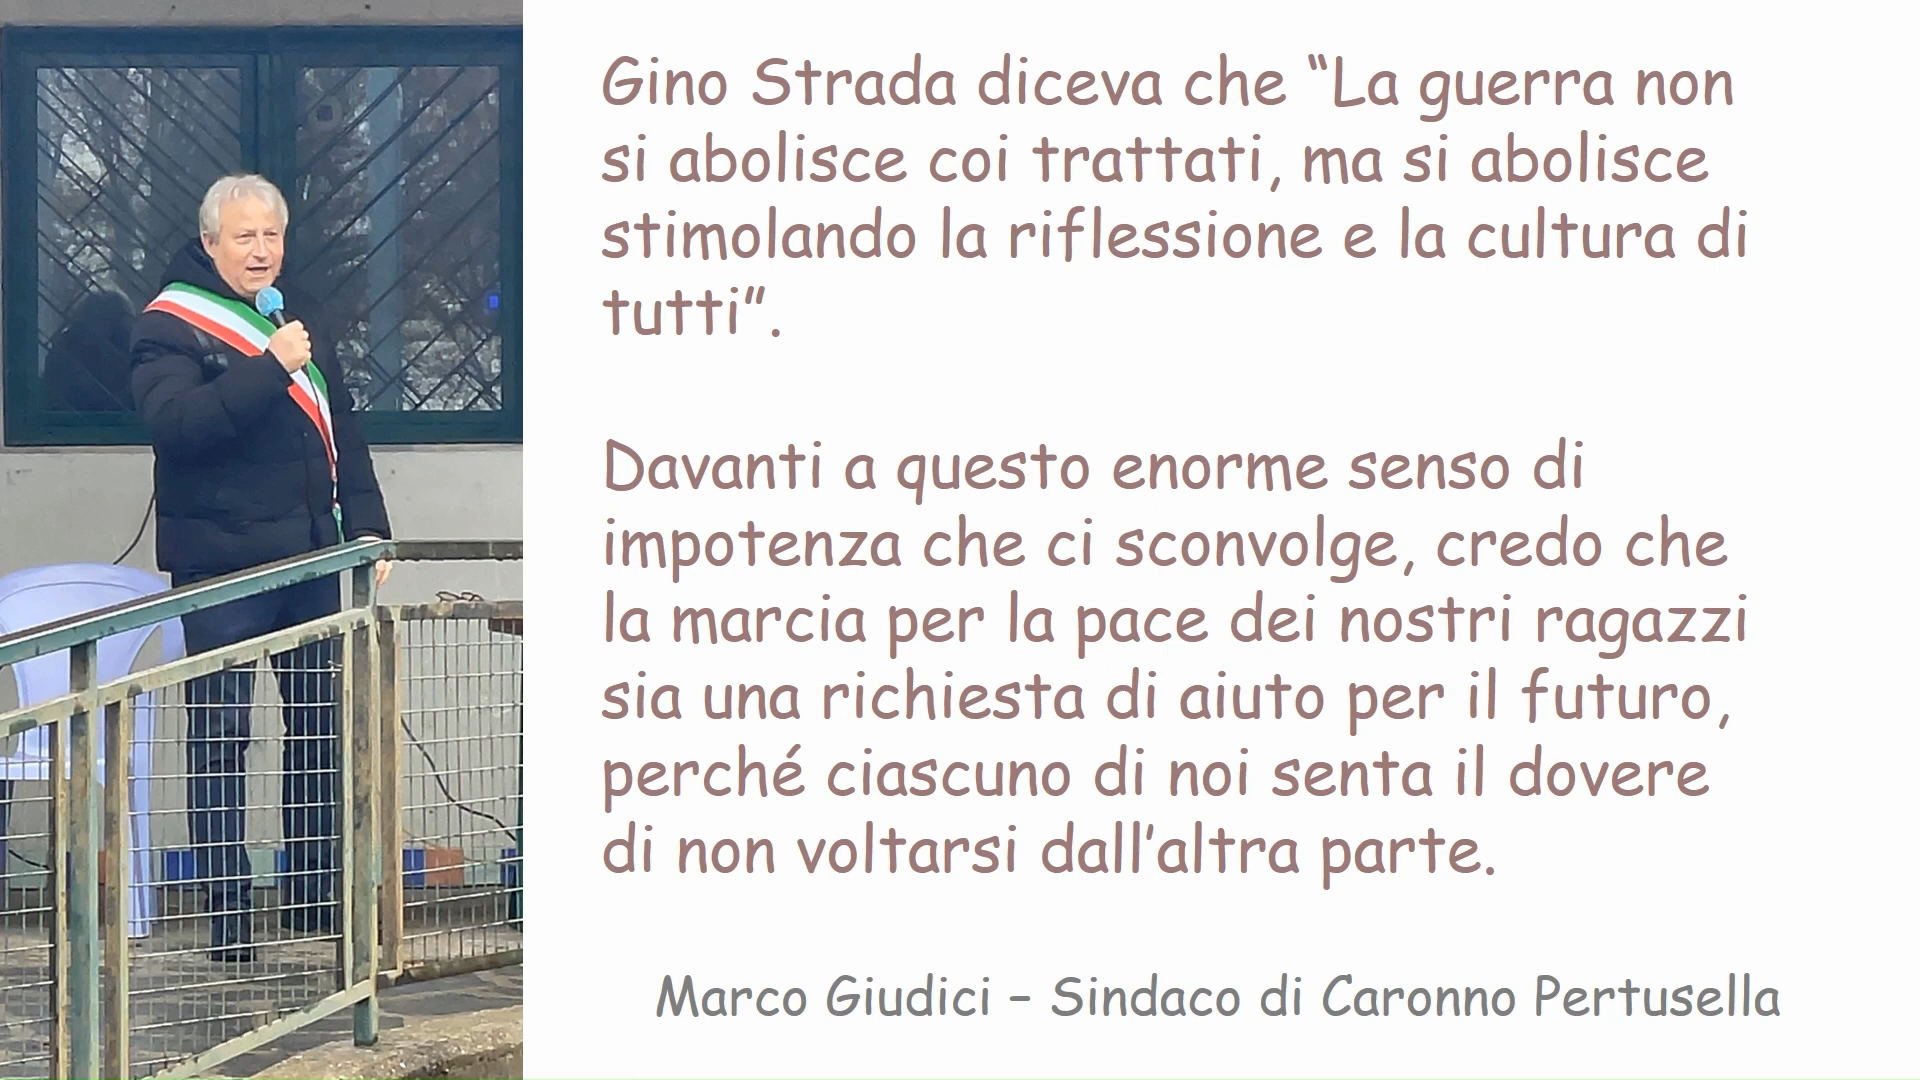 Gino Strada diceva che “La guerra non
si abolisce coi trattati, ma si abolisce
stimolando la riflessione e la cultura di
tutti”.
Davanti a questo enorme senso di
impotenza che ci sconvolge, credo che
la marcia per la pace dei nostri ragazzi
sia una richiesta di aiuto per il futuro,
perché ciascuno di noi senta il dovere
di non voltarsi dall’altra parte.
Marco Giudici – Sindaco di Caronno Pertusella